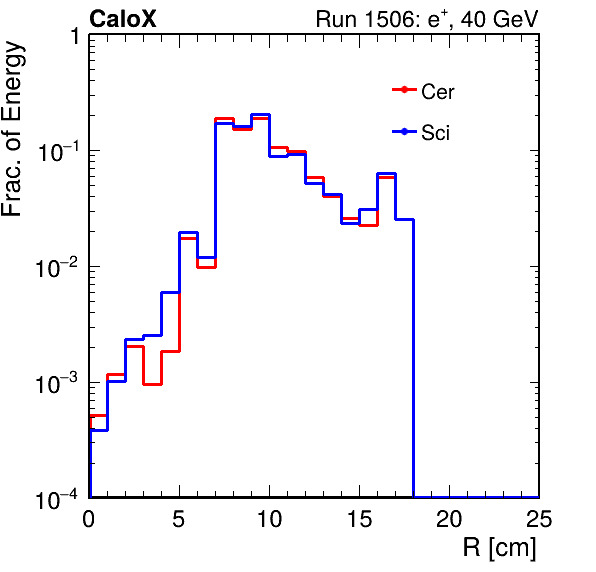 CaloX Run 1506: e⁺, 40 GeV
Frac. of Energy
1
10⁻¹
10⁻²
10⁻³
10⁻⁴
Cer
Sci
0 5 10 15 20 25
R [cm]